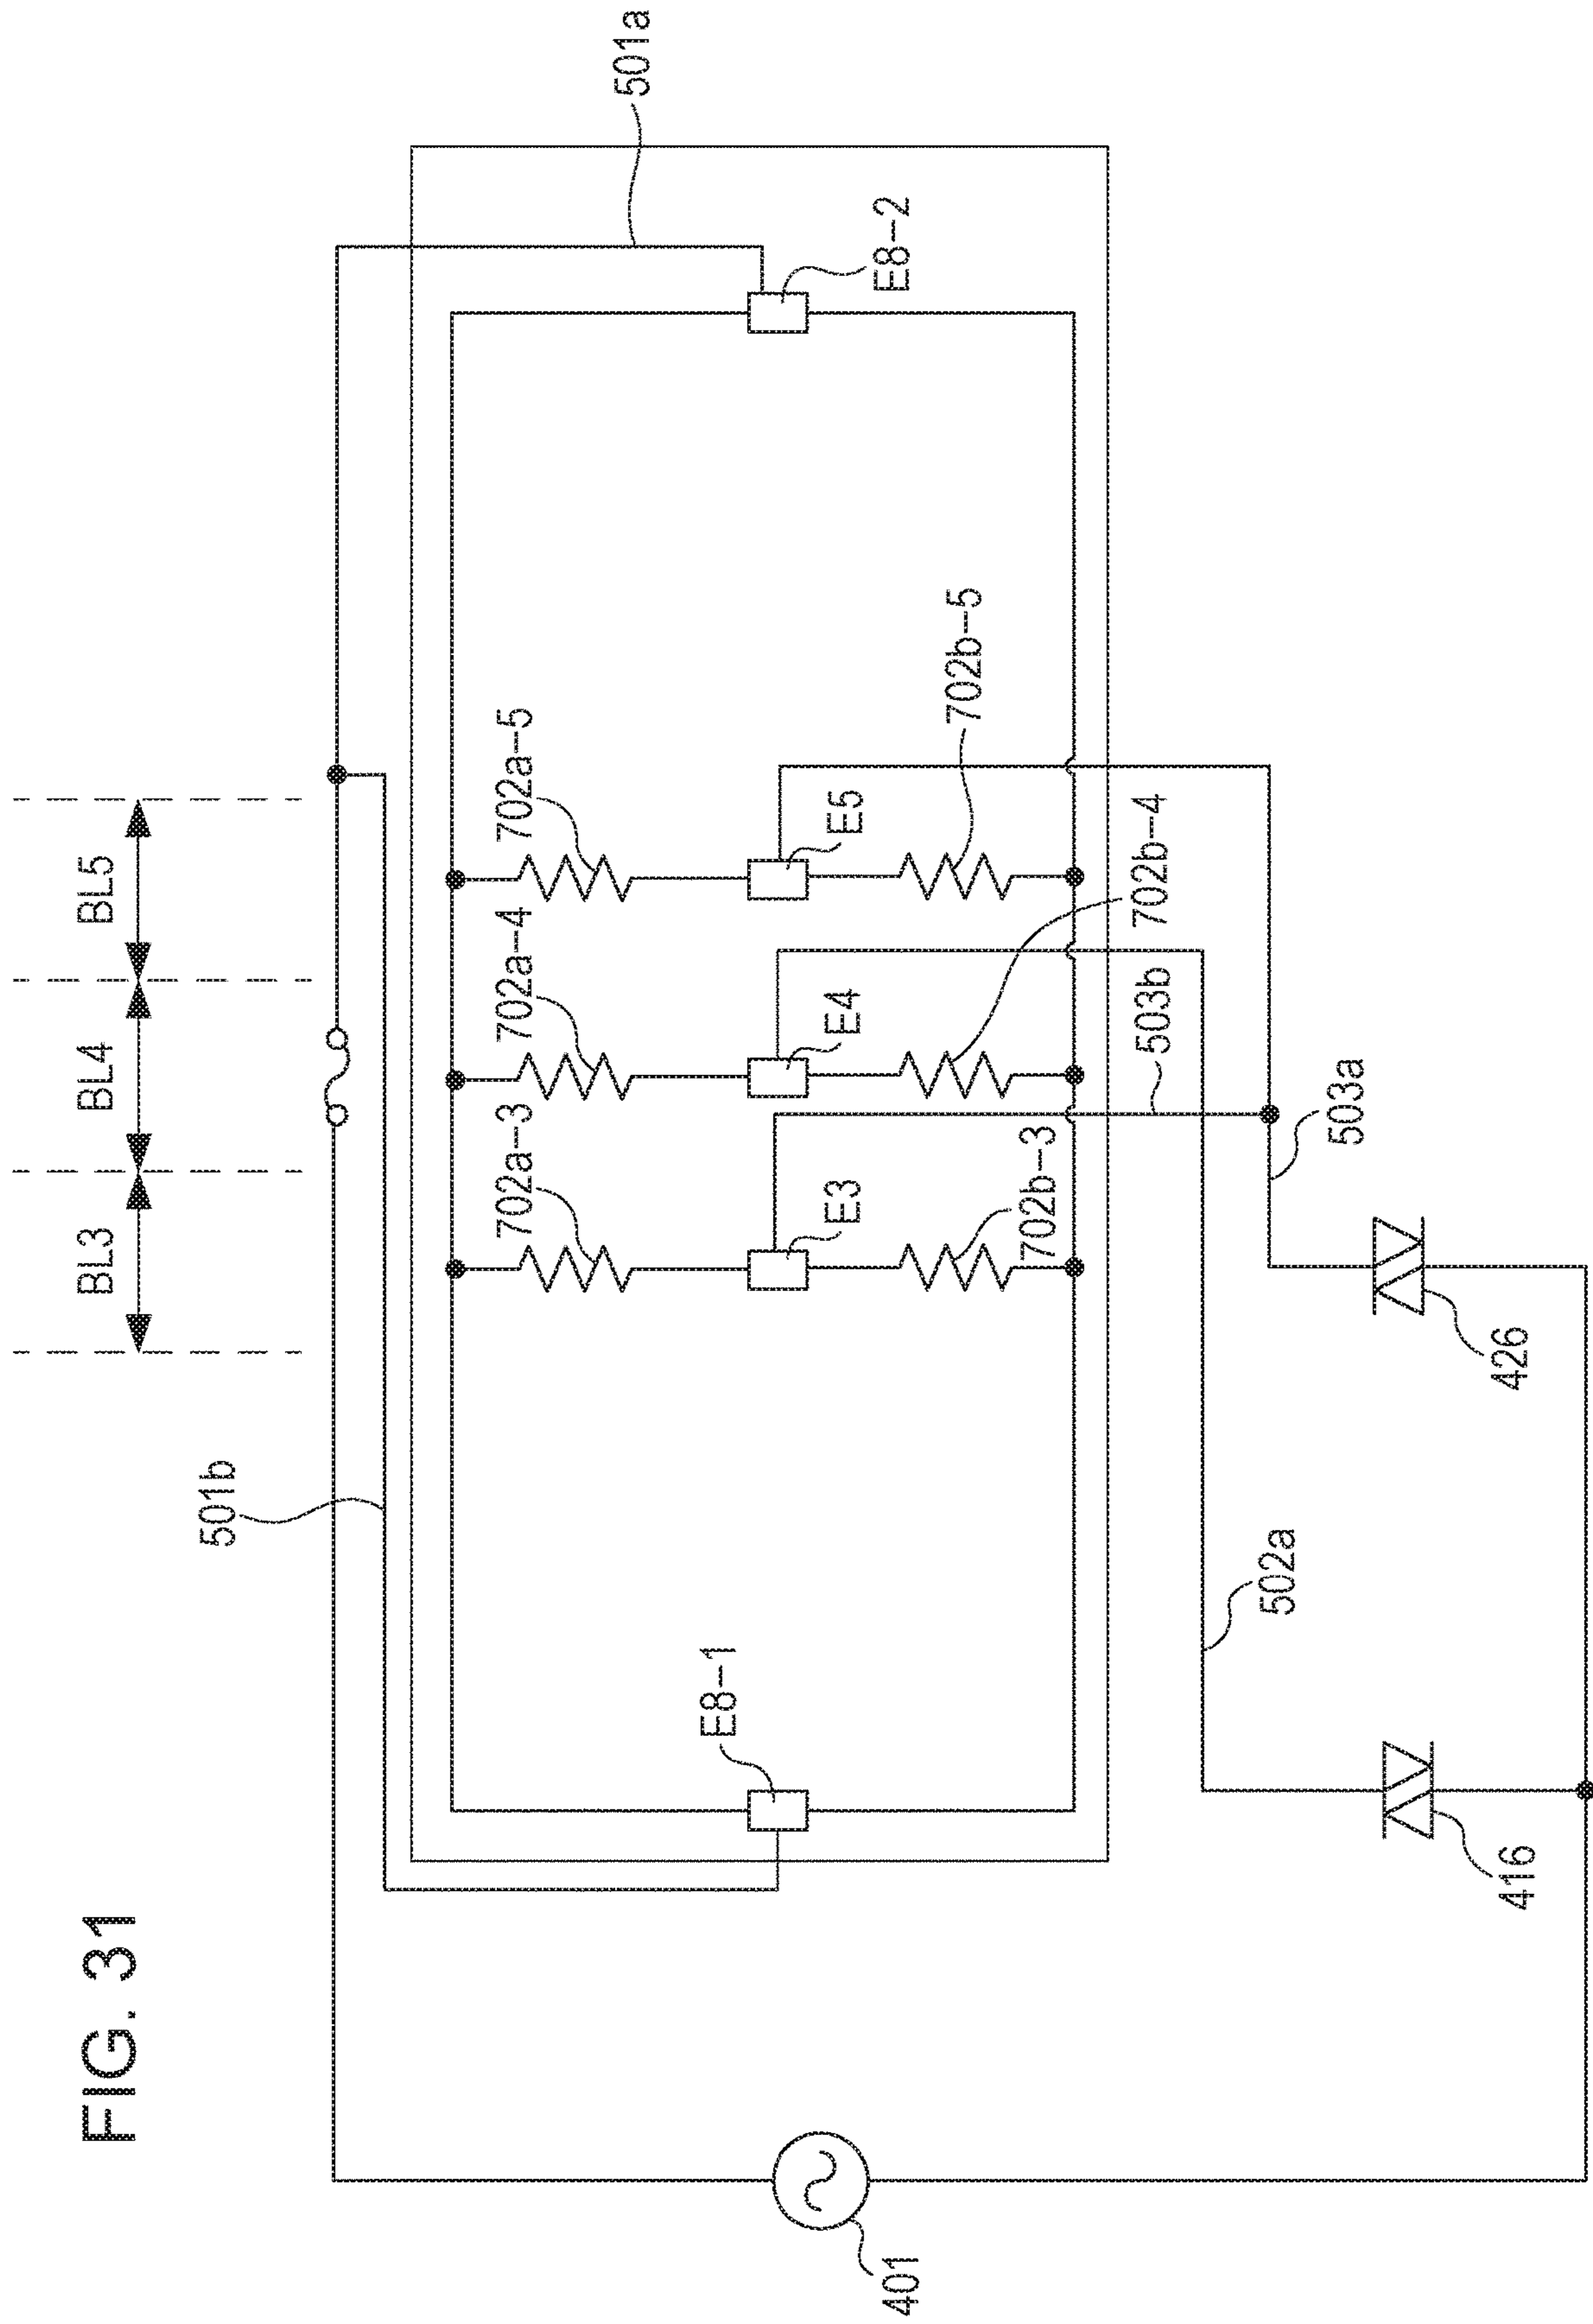 FIG. 31
BL3
BL4
BL5
501b
501a
702a–3
702a–4
702a–5
E8–1
E3
E4
E5
E8–2
702b–3
702b–4
702b–5
503b
502a
503a
401
416
426